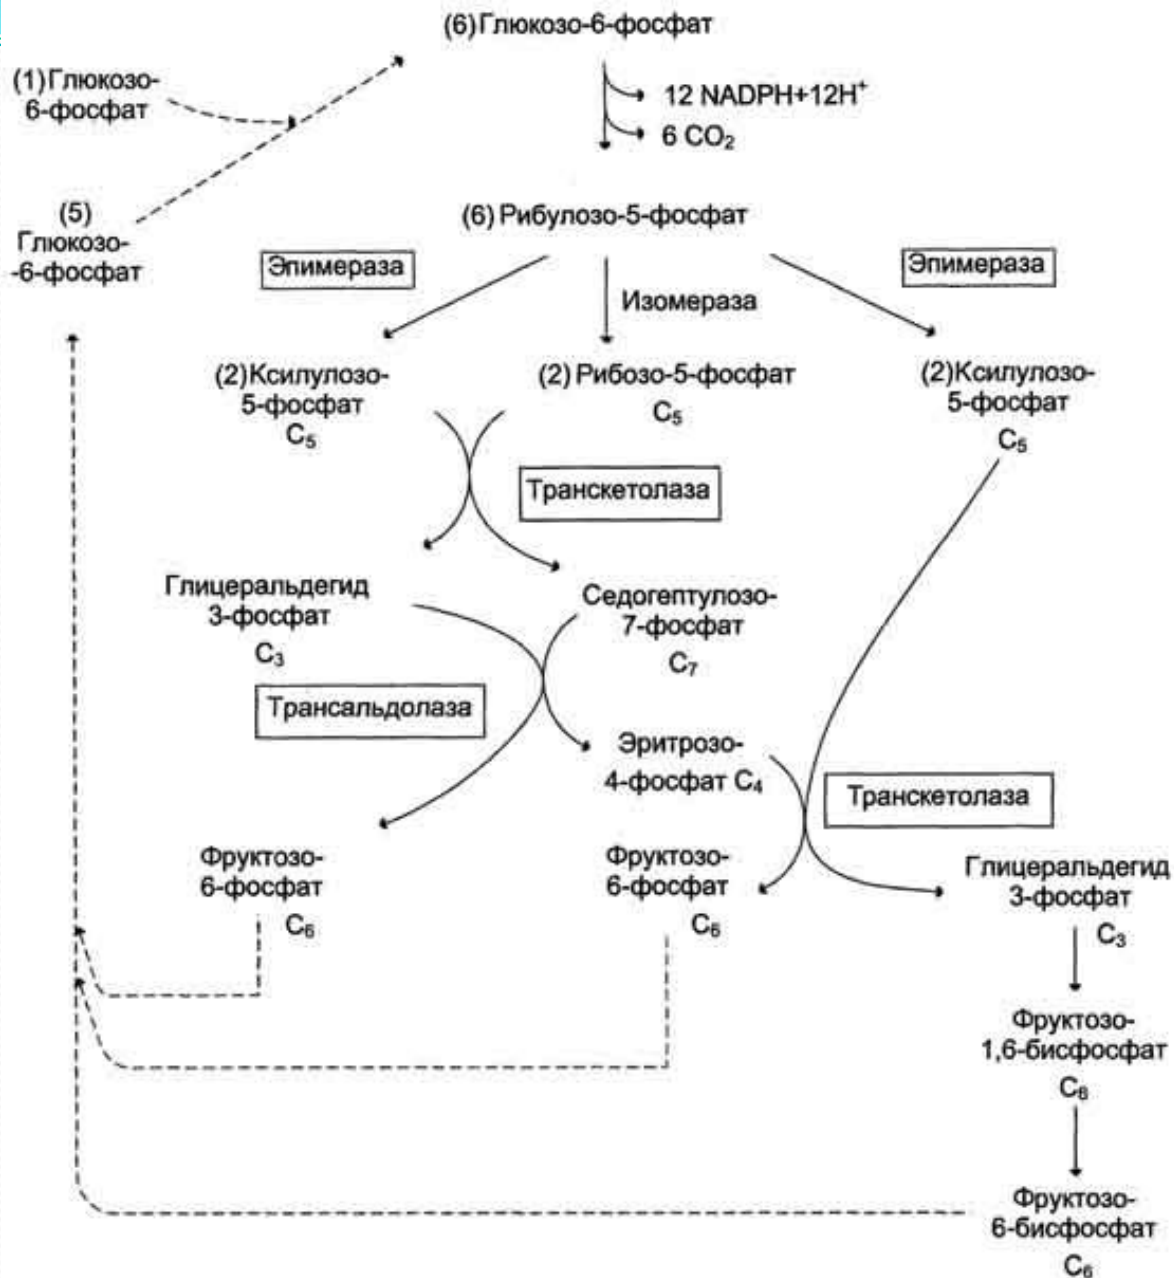 (6) Глюкозо-6-фосфат
(1) Глюкозо-
6-фосфат
12 NADPH+12H⁺
6 CO₂
(5)
Глюкозо-
-6-фосфат
(6) Рибулозо-5-фосфат
Эпимераза
Изомераза
Эпимераза
(2) Ксилулозо-
5-фосфат
C₅
(2) Рибозо-5-фосфат
C₅
(2) Ксилулозо-
5-фосфат
C₅
Транскетолаза
Глицеральдегид
3-фосфат
C₃
Седогептулозо-
7-фосфат
C₇
Трансальдолаза
Эритрозо-
4-фосфат C₄
Транскетолаза
Фруктозо-
6-фосфат
C₆
Фруктозо-
6-фосфат
C₆
Глицеральдегид
3-фосфат
C₃
Фруктозо-
1,6-бисфосфат
C₆
Фруктозо-
6-бисфосфат
C₆